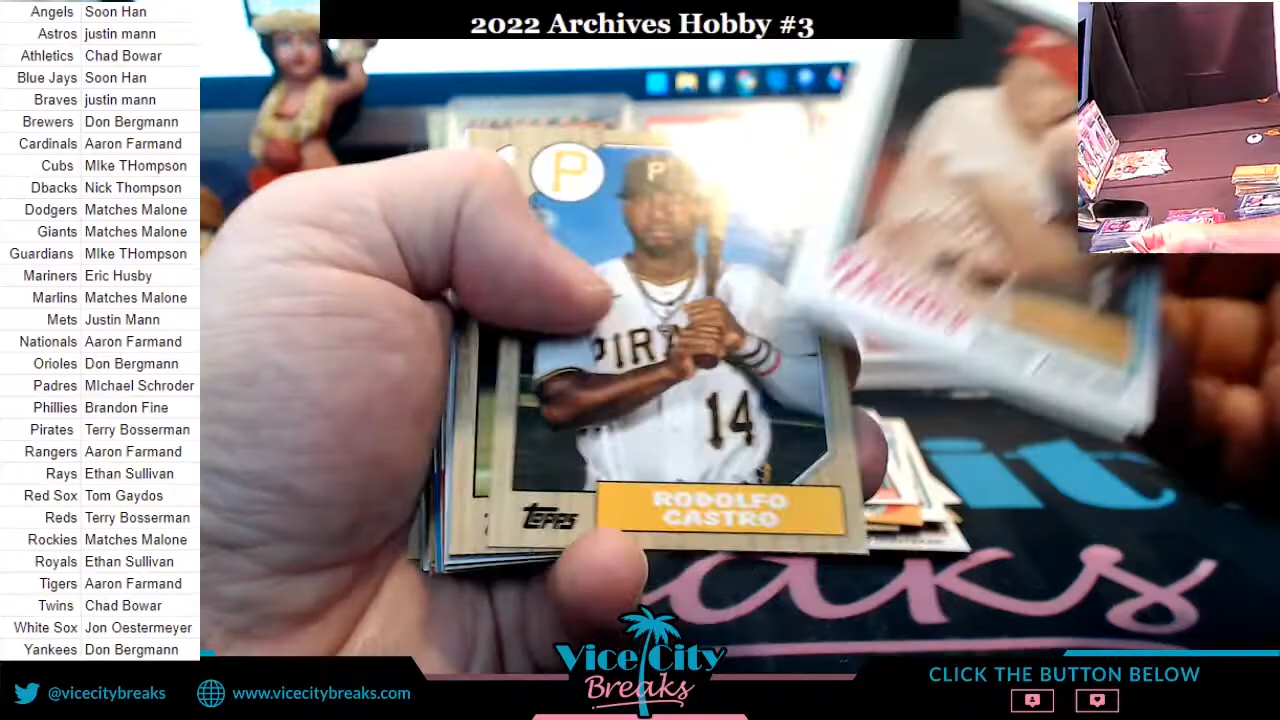 2022 Archives Hobby #3
Angels Soon Han
Astros justin mann
Athletics Chad Bowar
Blue Jays Soon Han
Braves justin mann
Brewers Don Bergmann
Cardinals Aaron Farmand
Cubs MIke THompson
Dbacks Nick Thompson
Dodgers Matches Malone
Giants Matches Malone
Guardians MIke THompson
Mariners Eric Husby
Marlins Matches Malone
Mets Justin Mann
Nationals Aaron Farmand
Orioles Don Bergmann
Padres MIchael Schroder
Phillies Brandon Fine
Pirates Terry Bosserman
Rangers Aaron Farmand
Rays Ethan Sullivan
Red Sox Tom Gaydos
Reds Terry Bosserman
Rockies Matches Malone
Royals Ethan Sullivan
Tigers Aaron Farmand
Twins Chad Bowar
White Sox Jon Oestermeyer
Yankees Don Bergmann
P
P
PIR
14
TOPPS
RODOLFO
CASTRO
eaks
Vice City
Breaks
@vicecitybreaks
www.vicecitybreaks.com
CLICK THE BUTTON BELOW